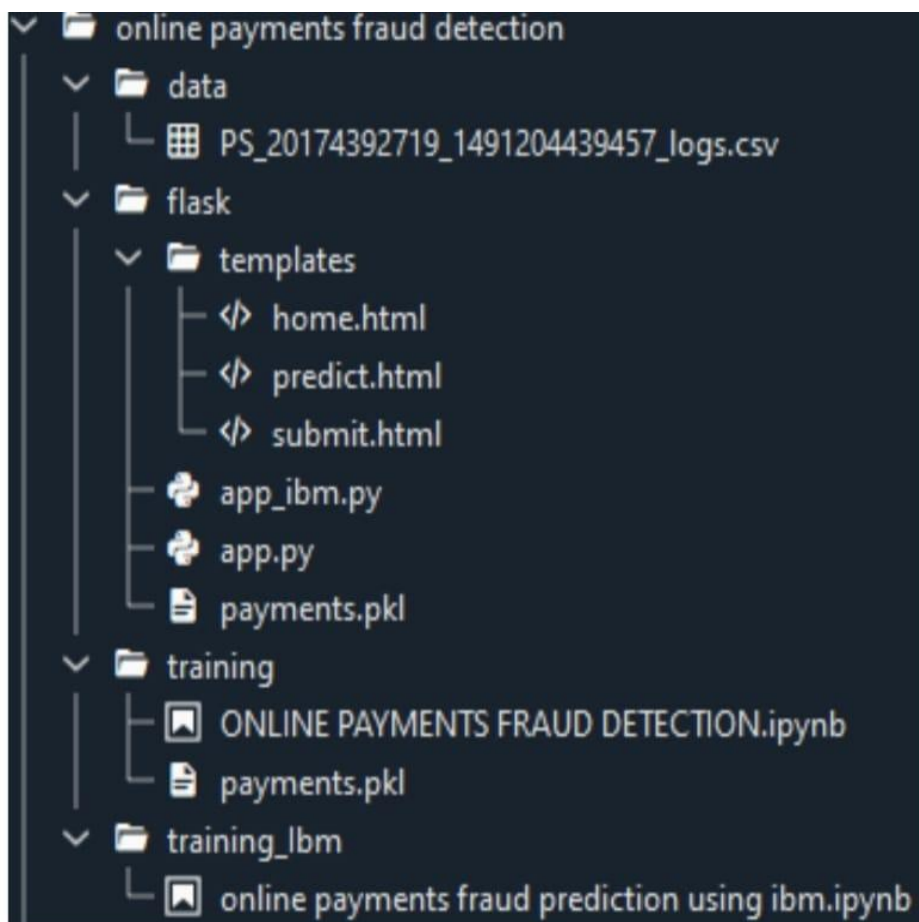 online payments fraud detection
data
PS_20174392719_1491204439457_logs.csv
flask
templates
home.html
predict.html
submit.html
app_ibm.py
app.py
payments.pkl
training
ONLINE PAYMENTS FRAUD DETECTION.ipynb
payments.pkl
training_Ibm
online payments fraud prediction using ibm.ipynb